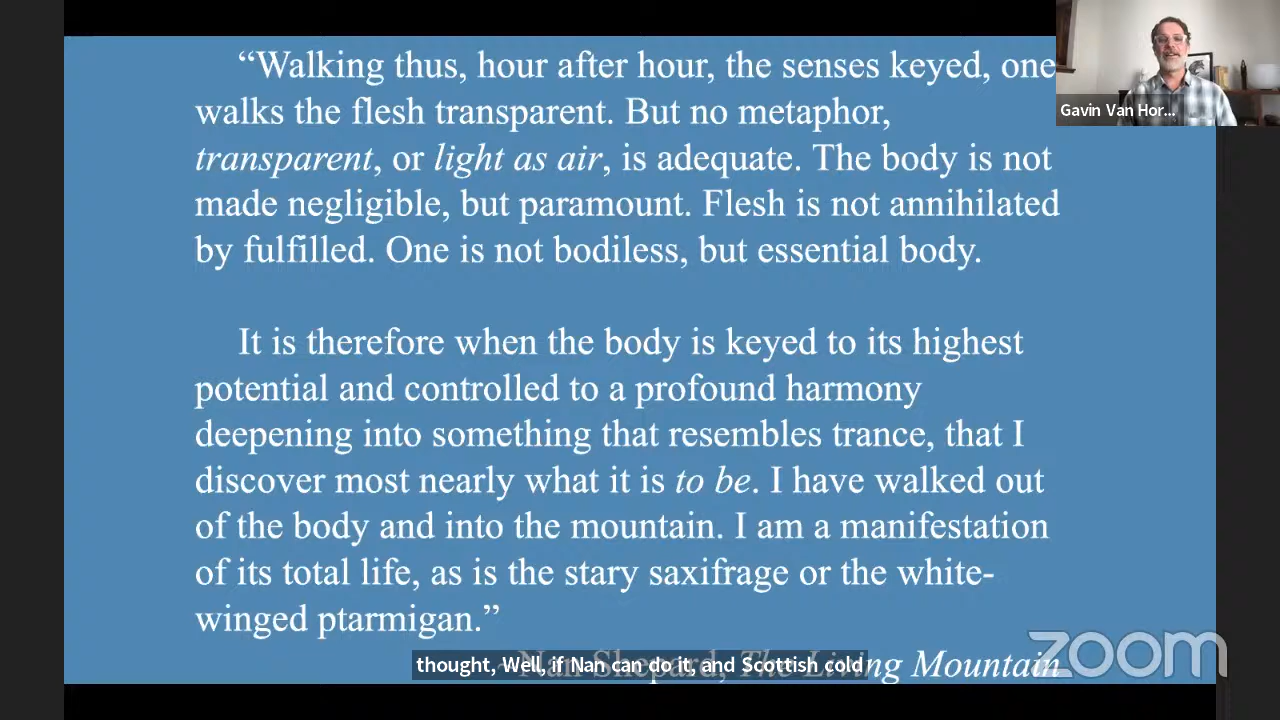 “Walking thus, hour after hour, the senses keyed, one
walks the flesh transparent. But no metaphor,
transparent, or light as air, is adequate. The body is not
made negligible, but paramount. Flesh is not annihilated
by fulfilled. One is not bodiless, but essential body.
It is therefore when the body is keyed to its highest
potential and controlled to a profound harmony
deepening into something that resembles trance, that I
discover most nearly what it is to be. I have walked out
of the body and into the mountain. I am a manifestation
of its total life, as is the stary saxifrage or the white-
winged ptarmigan.”
- Nan Shepard, The Living Mountain
thought, Well, if Nan can do it, and Scottish cold
Gavin Van Hor...
zoom